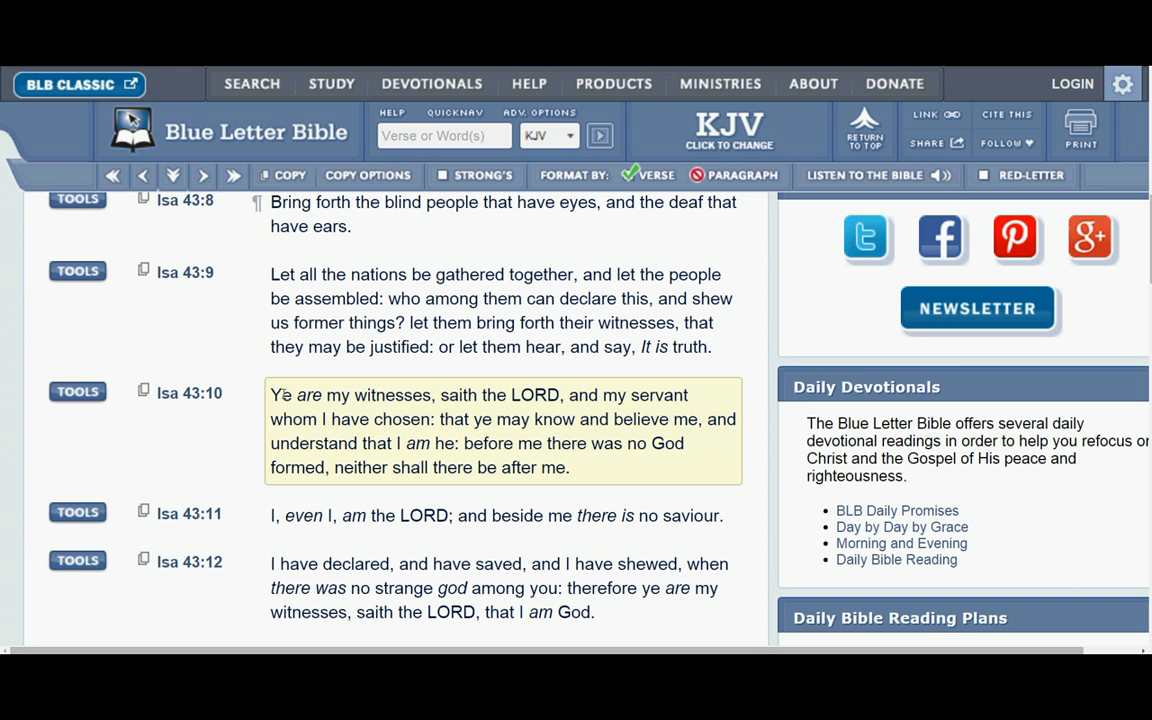 BLB CLASSIC
SEARCH STUDY DEVOTIONALS HELP PRODUCTS MINISTRIES ABOUT DONATE LOGIN
Blue Letter Bible
HELP QUICKNAV ADV. OPTIONS
Verse or Word(s) KJV
KJV
CLICK TO CHANGE
RETURN
TO TOP
LINK CITE THIS
SHARE FOLLOW
PRINT
COPY COPY OPTIONS STRONG'S FORMAT BY: VERSE PARAGRAPH LISTEN TO THE BIBLE RED-LETTER
TOOLS Isa 43:8 ¶ Bring forth the blind people that have eyes, and the deaf that
have ears.
TOOLS Isa 43:9 Let all the nations be gathered together, and let the people
be assembled: who among them can declare this, and shew
us former things? let them bring forth their witnesses, that
they may be justified: or let them hear, and say, It is truth.
TOOLS Isa 43:10 Ye are my witnesses, saith the LORD, and my servant
whom I have chosen: that ye may know and believe me, and
understand that I am he: before me there was no God
formed, neither shall there be after me.
TOOLS Isa 43:11 I, even I, am the LORD; and beside me there is no saviour.
TOOLS Isa 43:12 I have declared, and have saved, and I have shewed, when
there was no strange god among you: therefore ye are my
witnesses, saith the LORD, that I am God.
NEWSLETTER
Daily Devotionals
The Blue Letter Bible offers several daily
devotional readings in order to help you refocus or
Christ and the Gospel of His peace and
righteousness.
BLB Daily Promises
Day by Day by Grace
Morning and Evening
Daily Bible Reading
Daily Bible Reading Plans